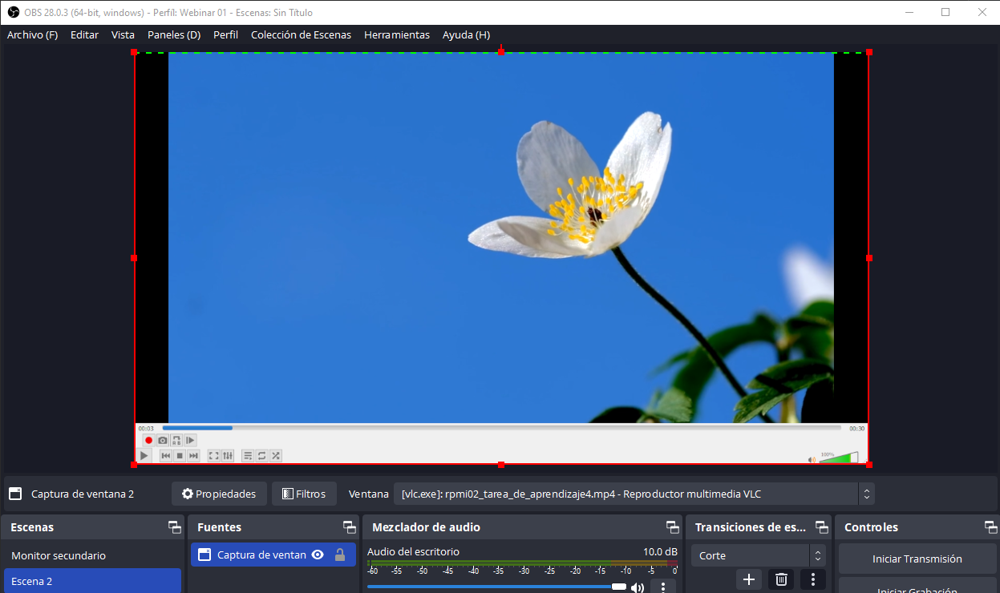 OBS 28.0.3 (64-bit, windows) - Perfil: Webinar 01 - Escenas: Sin Título
Archivo (F) Editar Vista Paneles (D) Perfil Colección de Escenas Herramientas Ayuda (H)
00:03 00:30
100%
Captura de ventana 2 Propiedades Filtros Ventana [vlc.exe]: rpmi02_tarea_de_aprendizaje4.mp4 - Reproductor multimedia VLC
Escenas Fuentes Mezclador de audio Transiciones de es... Controles
Monitor secundario Captura de ventan Audio del escritorio 10.0 dB Corte Iniciar Transmisión
-60 -55 -50 -45 -40 -35 -30 -25 -20 -15 -10 -5 0
Escena 2 Iniciar Grabación